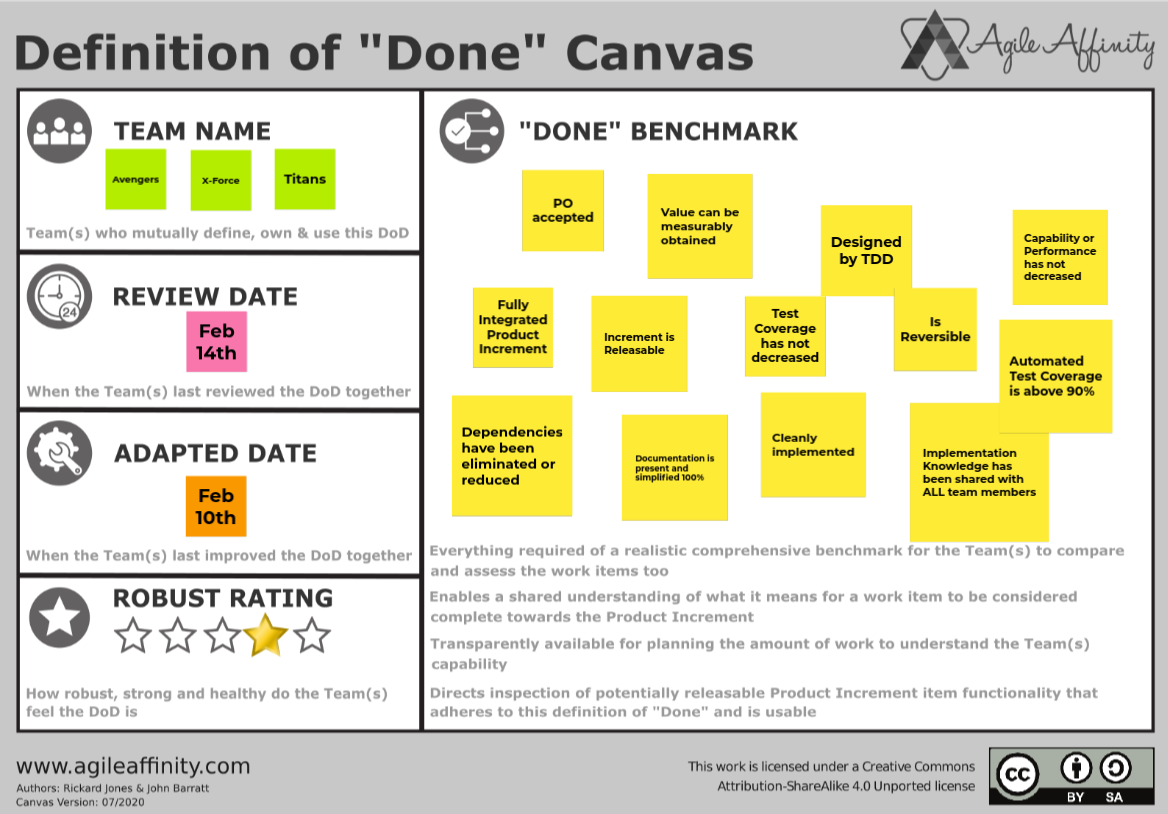 Definition of "Done" Canvas
Agile Affinity
TEAM NAME
Avengers
X-Force
Titans
Team(s) who mutually define, own & use this DoD
REVIEW DATE
24
Feb
14th
When the Team(s) last reviewed the DoD together
ADAPTED DATE
Feb
10th
When the Team(s) last improved the DoD together
ROBUST RATING
How robust, strong and healthy do the Team(s)
feel the DoD is
"DONE" BENCHMARK
PO
accepted
Value can be
measurably
obtained
Designed
by TDD
Capability or
Performance
has not
decreased
Fully
Integrated
Product
Increment
Increment is
Releasable
Test
Coverage
has not
decreased
Is
Reversible
Automated
Test Coverage
is above 90%
Dependencies
have been
eliminated or
reduced
Documentation is
present and
simplified 100%
Cleanly
implemented
Implementation
Knowledge has
been shared with
ALL team members
Everything required of a realistic comprehensive benchmark for the Team(s) to compare
and assess the work items too
Enables a shared understanding of what it means for a work item to be considered
complete towards the Product Increment
Transparently available for planning the amount of work to understand the Team(s)
capability
Directs inspection of potentially releasable Product Increment item functionality that
adheres to this definition of "Done" and is usable
www.agileaffinity.com
Authors: Rickard Jones & John Barratt
Canvas Version: 07/2020
This work is licensed under a Creative Commons
Attribution-ShareAlike 4.0 Unported license
cc
BY SA